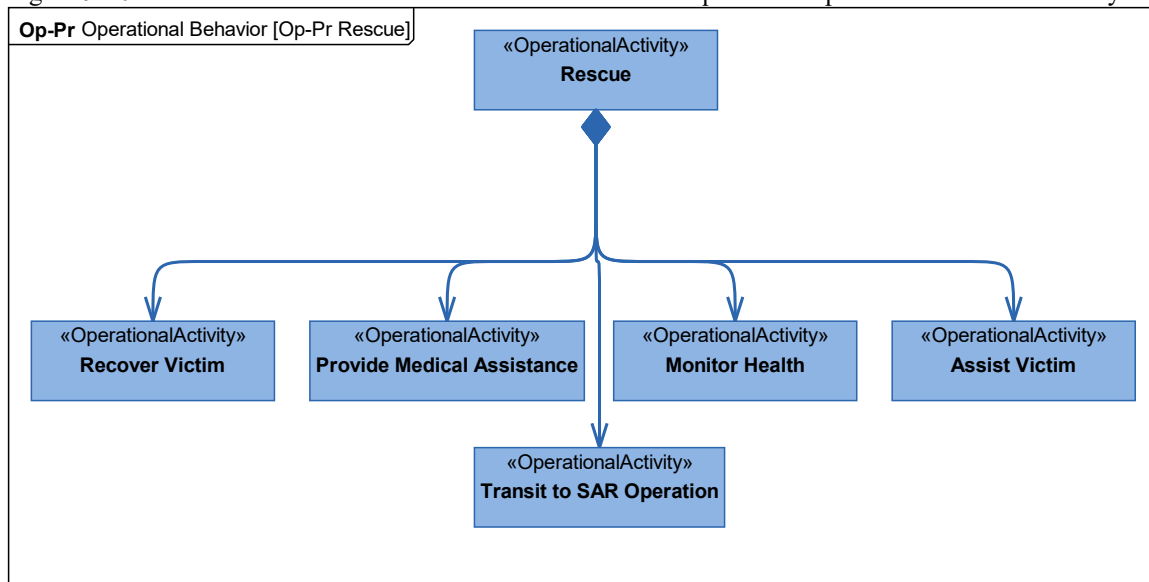 Op-Pr Operational Behavior [Op-Pr Rescue]
«OperationalActivity»
Rescue
«OperationalActivity»
Recover Victim
«OperationalActivity»
Provide Medical Assistance
«OperationalActivity»
Monitor Health
«OperationalActivity»
Assist Victim
«OperationalActivity»
Transit to SAR Operation